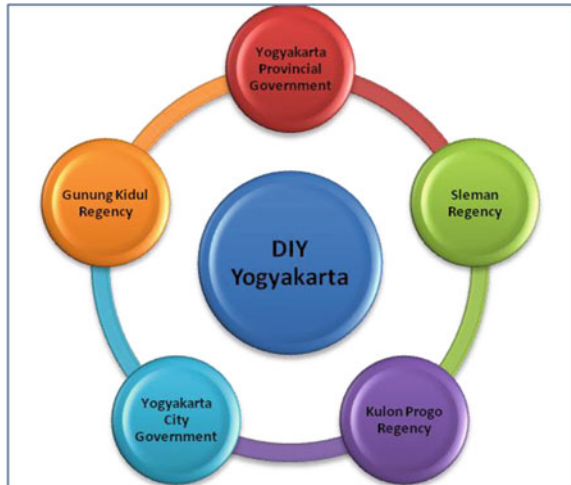 Yogyakarta
Provincial
Government
Gunung Kidul
Regency
Sleman
Regency
DIY
Yogyakarta
Yogyakarta
City
Government
Kulon Progo
Regency